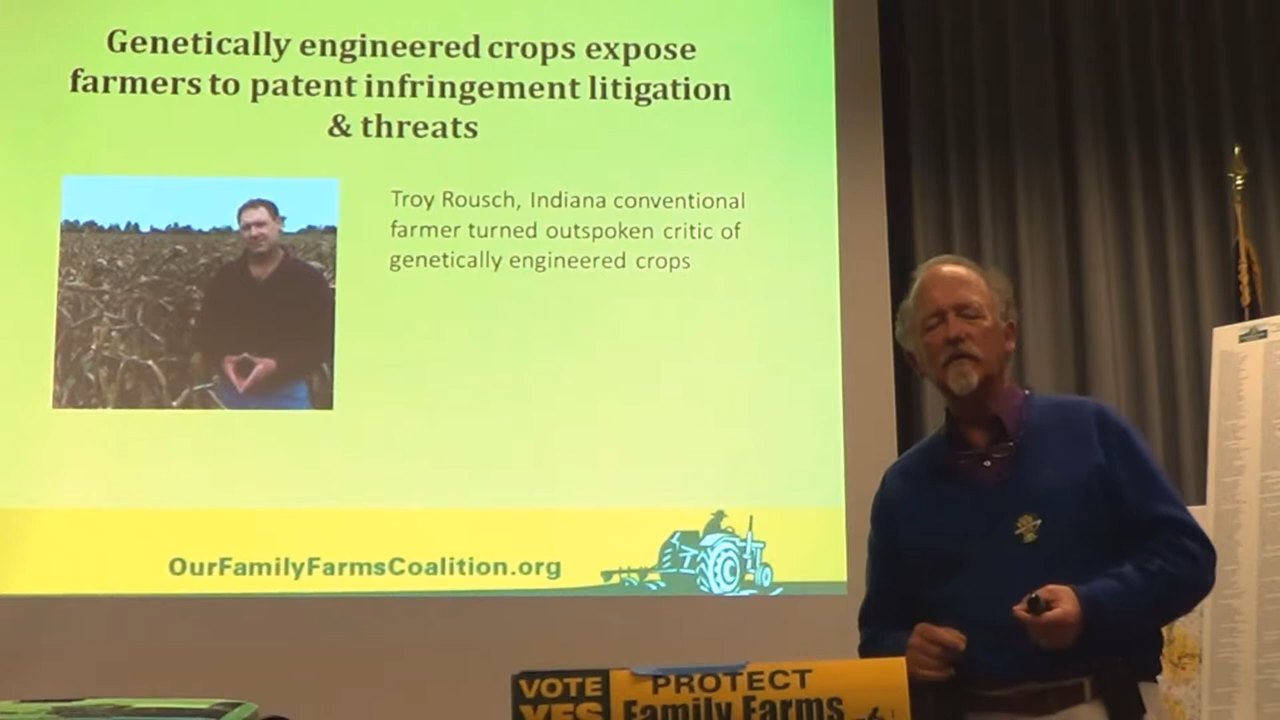 Genetically engineered crops expose
farmers to patent infringement litigation
& threats
Troy Rousch, Indiana conventional
farmer turned outspoken critic of
genetically engineered crops
OurFamilyFarmsCoalition.org
VOTE
YES
PROTECT
Family Farms